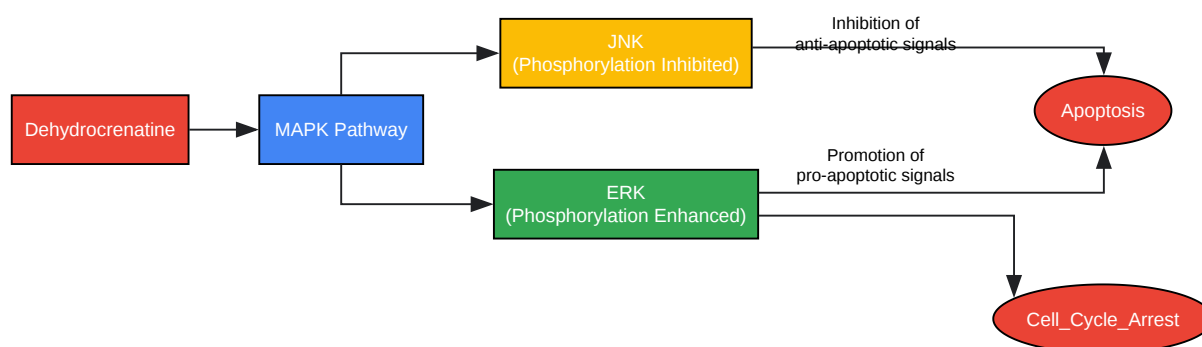 Dehydrocrenatine
MAPK Pathway
JNK
(Phosphorylation Inhibited)
Inhibition of
anti-apoptotic signals
Apoptosis
ERK
(Phosphorylation Enhanced)
Promotion of
pro-apoptotic signals
Cell_Cycle_Arrest